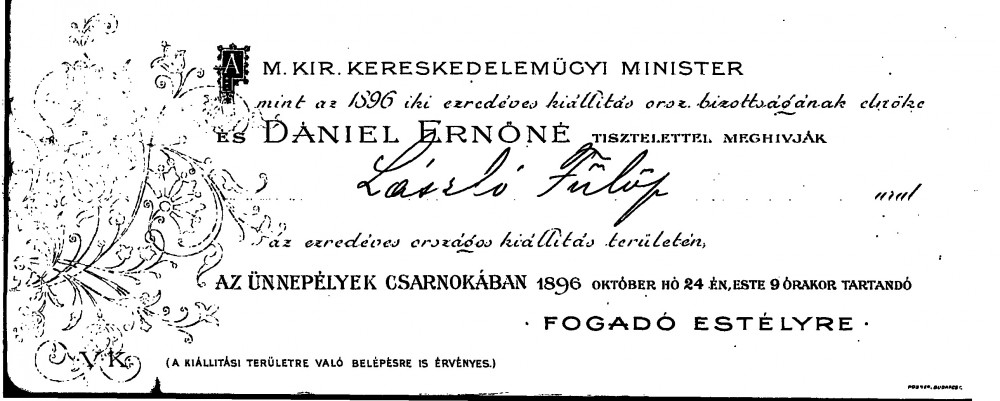 A M. KIR. KERESKEDELEMÜGYI MINISTER
mint az 1896 iki ezredéves kiállitás orsz. bizottságának elnöke
ÉS DÁNIEL ERNŐNÉ TISZTELETTEL MEGHIVJÁK
László Fülöp urat
az ezredéves országos kiállitás területén,
AZ ÜNNEPÉLYEK CSARNOKÁBAN 1896 OKTÓBER HÓ 24 ÉN, ESTE 9 ÓRAKOR TARTANDÓ
· FOGADÓ ESTÉLYRE ·
V K
(A KIÁLLITÁSI TERÜLETRE VALÓ BELÉPÉSRE IS ÉRVÉNYES.)